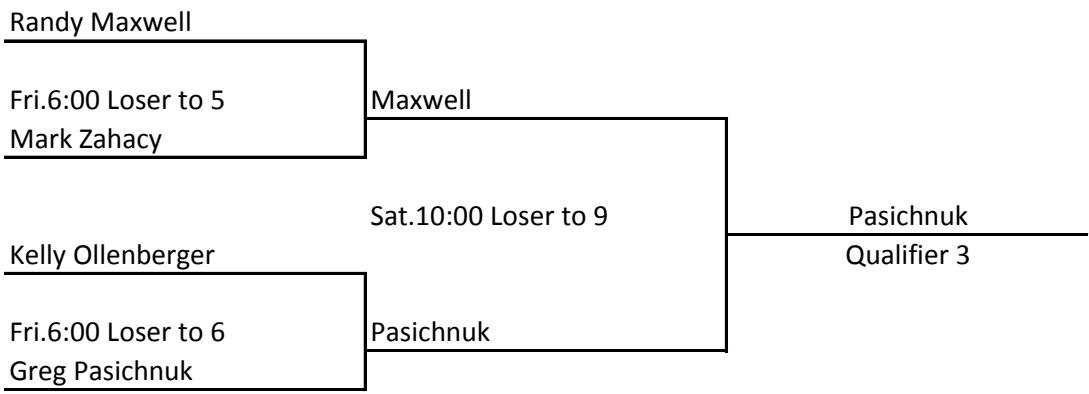 Randy Maxwell
Fri.6:00 Loser to 5
Maxwell
Mark Zahacy
Sat.10:00 Loser to 9
Pasichnuk
Kelly Ollenberger
Qualifier 3
Fri.6:00 Loser to 6
Pasichnuk
Greg Pasichnuk